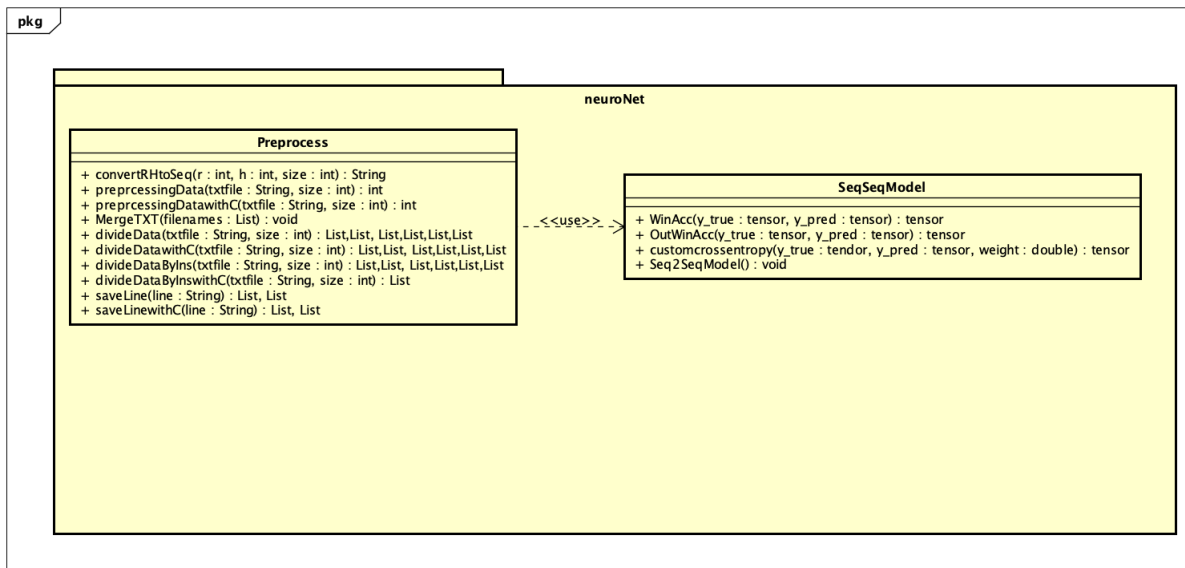 pkg
neuroNet
Preprocess
+ convertRHtoSeq(r : int, h : int, size : int) : String
+ preprcessingData(txtfile : String, size : int) : int
+ preprcessingDatawithC(txtfile : String, size : int) : int
+ MergeTXT(filenames : List) : void
+ divideData(txtfile : String, size : int) : List,List, List,List,List,List
+ divideDatawithC(txtfile : String, size : int) : List,List, List,List,List,List
+ divideDataByIns(txtfile : String, size : int) : List,List, List,List,List,List
+ divideDataByInswithC(txtfile : String, size : int) : List
+ saveLine(line : String) : List, List
+ saveLinewithC(line : String) : List, List
<<use>>
SeqSeqModel
+ WinAcc(y_true : tensor, y_pred : tensor) : tensor
+ OutWinAcc(y_true : tensor, y_pred : tensor) : tensor
+ customcrossentropy(y_true : tendor, y_pred : tensor, weight : double) : tensor
+ Seq2SeqModel() : void